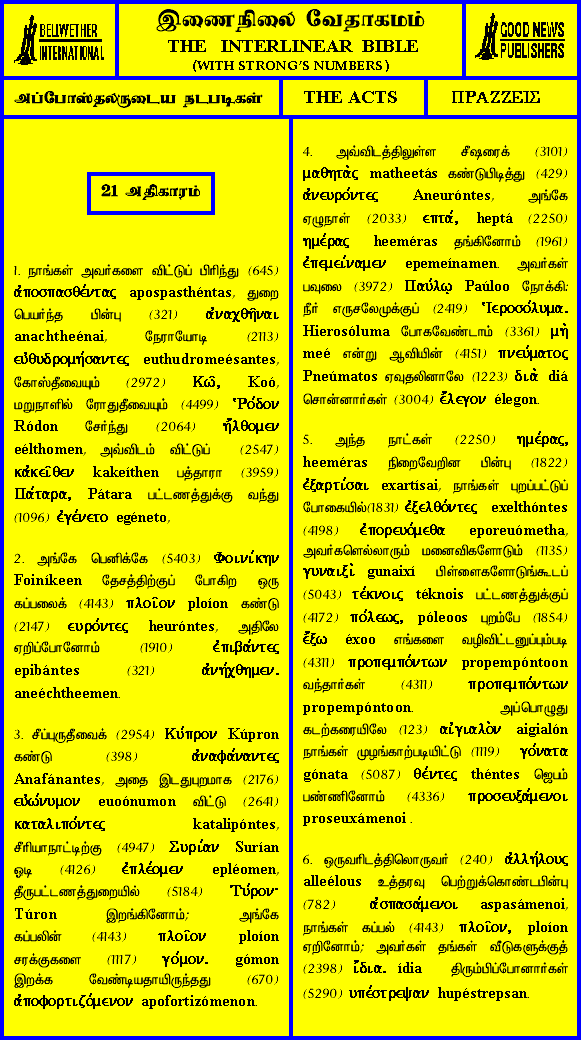 BELLWETHER
INTERNATIONAL
இணைநிலை வேதாகமம்
THE INTERLINEAR BIBLE
(WITH STRONG'S NUMBERS)
GOOD NEWS
PUBLISHERS
அப்போஸ்தலருடைய நடபடிகள்
THE ACTS
ΠΡΑΖΖΕΙΣ
21 அதிகாரம்
1. நாங்கள் அவர்களை விட்டுப் பிரிந்து (645)
ἀποσπασθέντας apospasthéntas, துறை
பெயர்ந்த பின்பு (321) ἀναχθῆναι
anachtheénai, நேராயோடி (2113)
εὐθυδρομήσαντες euthudromeésantes,
கோஸ்தீவையும் (2972) Κῶ, Koó,
மறுநாளில் ரோதுதீவையும் (4499) Ῥόδον
Ródon சேர்ந்து (2064) ἤλθομεν
eélthomen, அவ்விடம் விட்டுப் (2547)
κἀκεῖθεν kakeíthen பத்தாரா (3959)
Πάταρα, Pátara பட்டணத்துக்கு வந்து
(1096) ἐγένετο egéneto,
2. அங்கே பெனிக்கே (5403) Φοινίκην
Foiníkeen தேசத்திற்குப் போகிற ஒரு
கப்பலைக் (4143) πλοῖον ploíon கண்டு
(2147) ευρόντες heuróntes, அதிலே
ஏறிப்போனோம் (1910) ἐπιβάντες
epibántes (321) ἀνήχθημεν.
aneéchtheemen.
3. சீப்புருதீவைக் (2954) Κύπρον Kúpron
கண்டு (398) ἀναφάναντες
Anafánantes, அதை இடதுபுறமாக (2176)
εὐώνυμον euoónumon விட்டு (2641)
καταλιπόντες katalipóntes,
சீரியாநாட்டிற்கு (4947) Συρίαν Surían
ஓடி (4126) ἐπλέομεν epléomen,
தீருபட்டணத்துறையில் (5184) Τύρον·
Túron இறங்கினோம்; அங்கே
கப்பலின் (4143) πλοῖον ploíon
சரக்குகளை (1117) γόμον. gómon
இறக்க வேண்டியதாயிருந்தது (670)
ἀποφορτιζόμενον apofortizómenon.
4. அவ்விடத்திலுள்ள சீஷரைக் (3101)
μαθητὰς matheetás கண்டுபிடித்து (429)
ἀνευρόντες Aneuróntes, அங்கே
ஏழுநாள் (2033) επτά, heptá (2250)
ημέρας heeméras தங்கினோம் (1961)
ἐπεμείναμεν epemeínamen. அவர்கள்
பவுலை (3972) Παύλῳ Paúloo நோக்கி:
நீர் எருசலேமுக்குப் (2419) Ἱεροσόλυμα.
Hierosóluma போகவேண்டாம் (3361) μὴ
meé என்று ஆவியின் (4151) πνεύματος
Pneúmatos ஏவுதலினாலே (1223) διὰ diá
சொன்னார்கள் (3004) ἔλεγον élegon.
5. அந்த நாட்கள் (2250) ημέρας,
heeméras நிறைவேறின பின்பு (1822)
ἐξαρτίσαι exartísai, நாங்கள் புறப்பட்டுப்
போகையில்(1831) ἐξελθόντες exelthóntes
(4198) ἐπορευόμεθα eporeuómetha,
அவர்களெல்லாரும் மனைவிகளோடும் (1135)
γυναιξὶ gunaixí பிள்ளைகளோடுங்கூடப்
(5043) τέκνοις téknois பட்டணத்துக்குப்
(4172) πόλεως, póleoos புறம்பே (1854)
ἔξω éxoo எங்களை வழிவிட்டனுப்பும்படி
(4311) προπεμπόντων propempóntoon
வந்தார்கள் (4311) προπεμπόντων
propempóntoon. அப்பொழுது
கடற்கரையிலே (123) αἰγιαλὸν aigialón
நாங்கள் முழங்காற்படியிட்டு (1119) γόνατα
gónata (5087) θέντες théntes ஜெபம்
பண்ணினோம் (4336) προσευξάμενοι
proseuxámenoi .
6. ஒருவரிடத்திலொருவர் (240) ἀλλήλους
alleélous உத்தரவு பெற்றுக்கொண்டபின்பு
(782) ἀσπασάμενοι aspasámenoi,
நாங்கள் கப்பல் (4143) πλοῖον, ploíon
ஏறினோம்; அவர்கள் தங்கள் வீடுகளுக்குத்
(2398) ἴδια. ídia திரும்பிப்போனார்கள்
(5290) υπέστρεψαν hupéstrepsan.